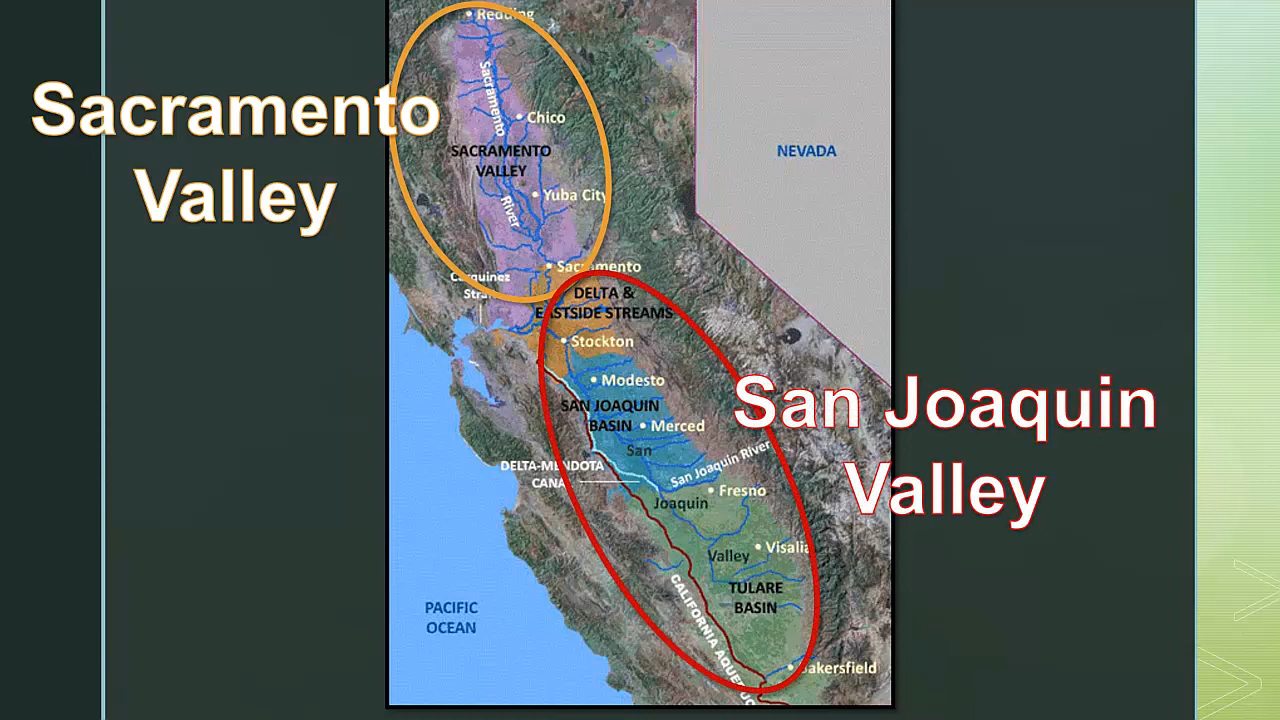 Redding
Sacramento
Valley
Sacramento
River
Chico
SACRAMENTO
VALLEY
Yuba City
NEVADA
Sacramento
Carquinez
Strait
DELTA &
EASTSIDE STREAMS
Stockton
Modesto
SAN JOAQUIN
BASIN
Merced
San
Joaquin
Valley
San Joaquin River
San Joaquin
Valley
DELTA-MENDOTA
CANAL
Fresno
Visalia
TULARE
BASIN
CALIFORNIA AQUEDUC
PACIFIC
OCEAN
Bakersfield